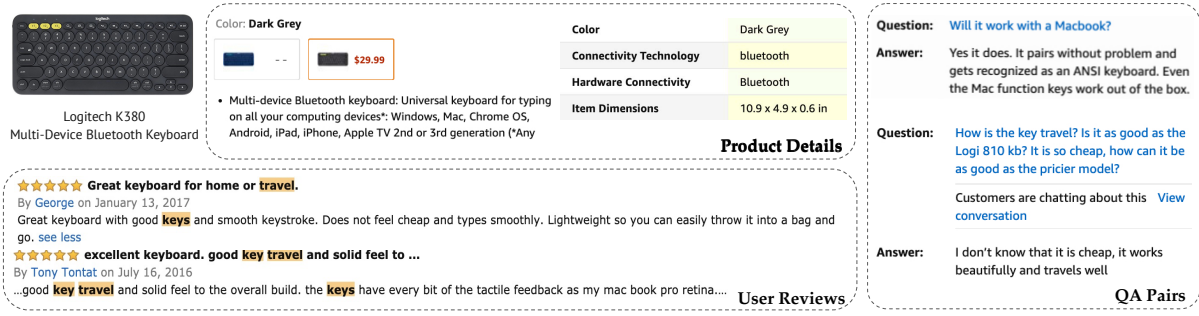 Logitech K380
Multi-Device Bluetooth Keyboard
Color: Dark Grey
--
$29.99
• Multi-device Bluetooth keyboard: Universal keyboard for typing
on all your computing devices*: Windows, Mac, Chrome OS,
Android, iPad, iPhone, Apple TV 2nd or 3rd generation (*Any
Color Dark Grey
Connectivity Technology bluetooth
Hardware Connectivity Bluetooth
Item Dimensions 10.9 x 4.9 x 0.6 in
Product Details
Great keyboard for home or travel.
By George on January 13, 2017
Great keyboard with good keys and smooth keystroke. Does not feel cheap and types smoothly. Lightweight so you can easily throw it into a bag and
go. see less
excellent keyboard. good key travel and solid feel to ...
By Tony Tontat on July 16, 2016
...good key travel and solid feel to the overall build. the keys have every bit of the tactile feedback as my mac book pro retina....
User Reviews
Question: Will it work with a Macbook?
Answer: Yes it does. It pairs without problem and
gets recognized as an ANSI keyboard. Even
the Mac function keys work out of the box.
Question: How is the key travel? Is it as good as the
Logi 810 kb? It is so cheap, how can it be
as good as the pricier model?
Customers are chatting about this View
conversation
Answer: I don't know that it is cheap, it works
beautifully and travels well
QA Pairs